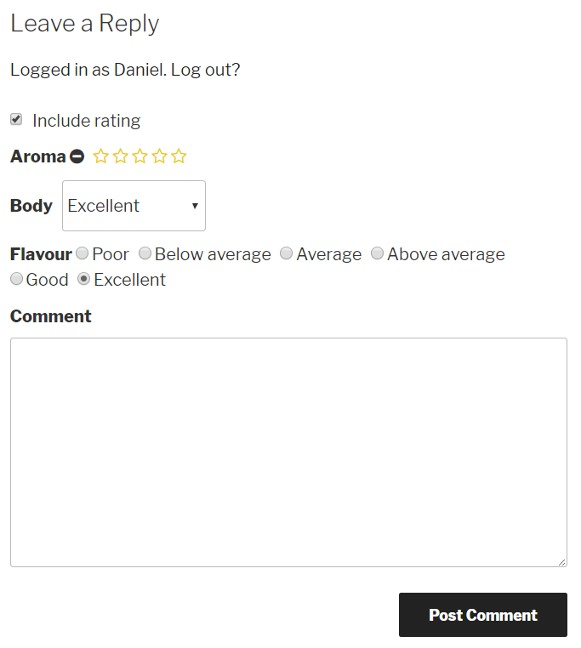 Leave a Reply
Logged in as Daniel. Log out?
Include rating
Aroma
Body Excellent
Flavour Poor Below average Average Above average
Good Excellent
Comment
Post Comment